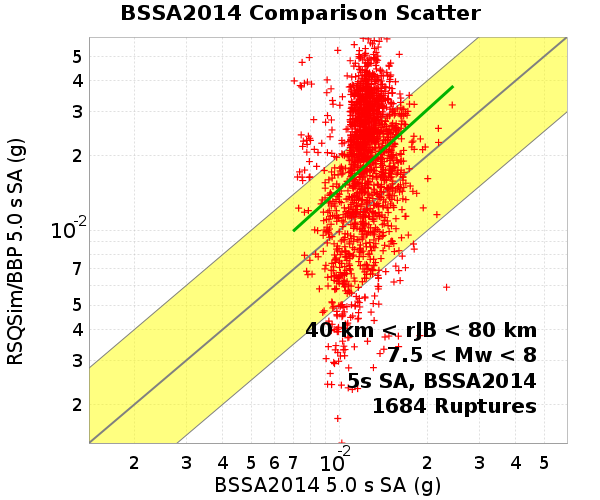 BSSA2014 Comparison Scatter
RSQSim/BBP 5.0 s SA (g)
5
4
3
2
10-2
7
5
4
3
2
40 km < rJB < 80 km
7.5 < Mw < 8
5s SA, BSSA2014
1684 Ruptures
2 3 4 5 6 7 10-2 2 3 4 5
BSSA2014 5.0 s SA (g)